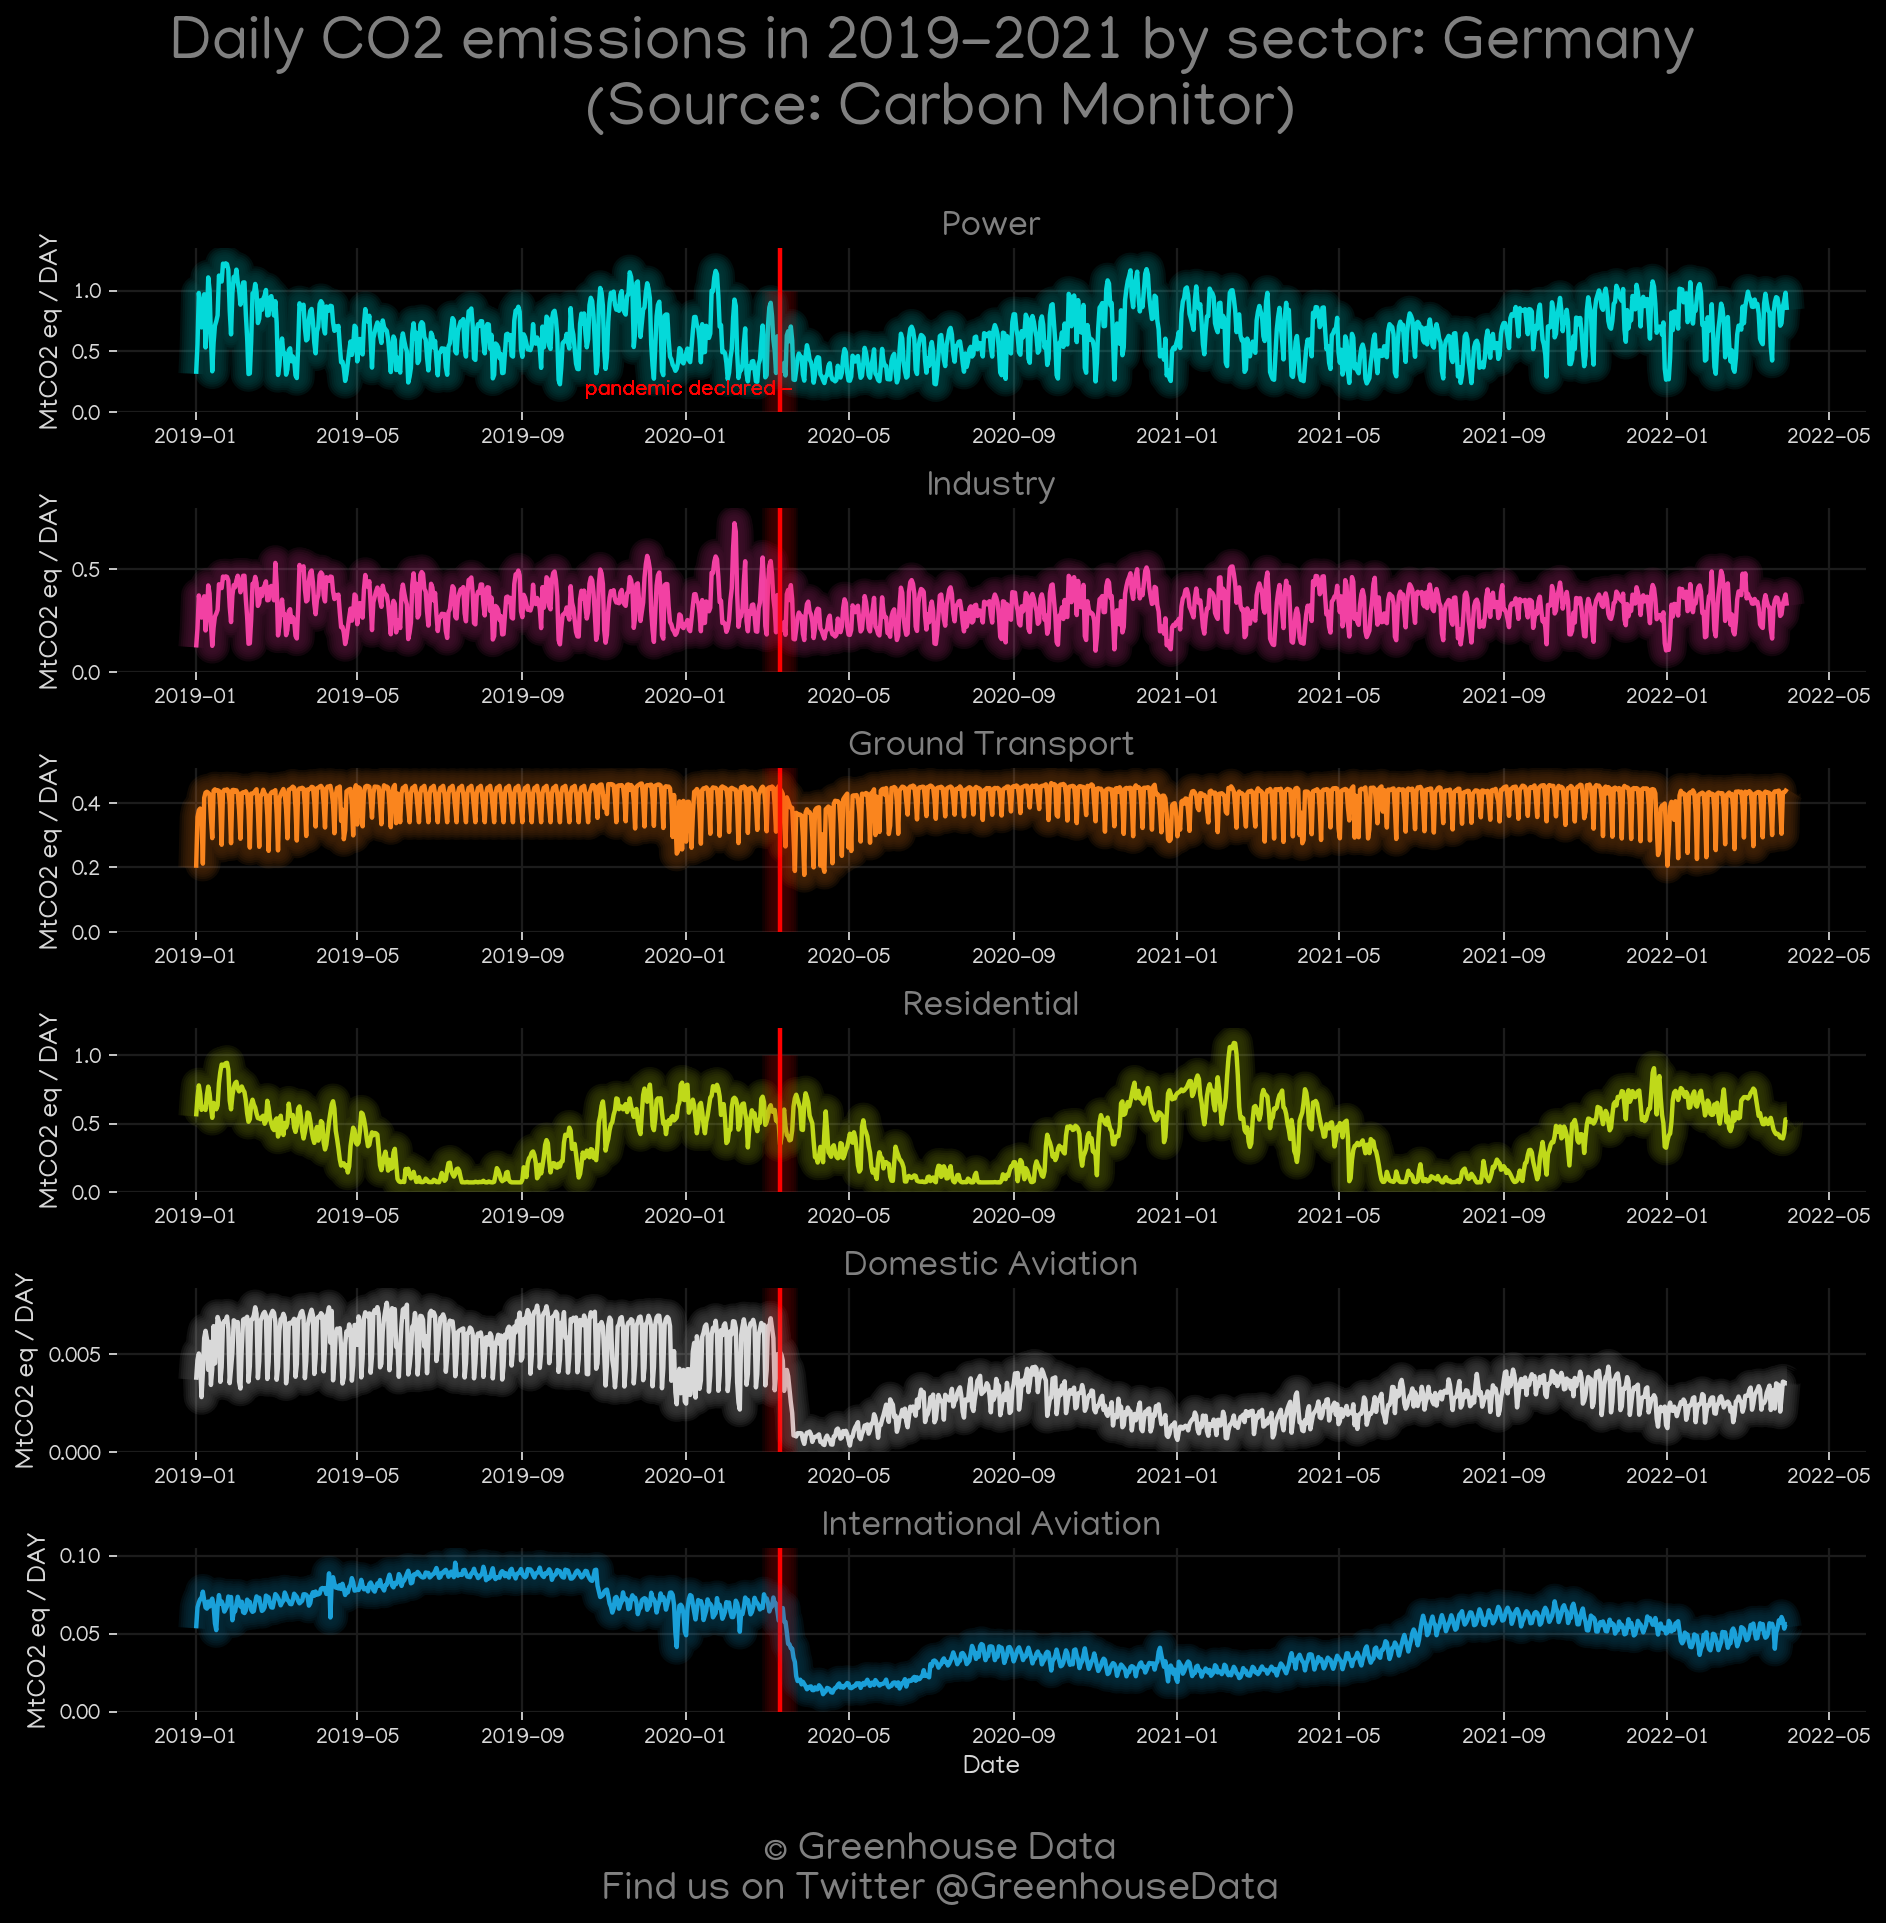 Daily CO2 emissions in 2019-2021 by sector: Germany
(Source: Carbon Monitor)
Power
MtCO2 eq / DAY
1.0
0.5
0.0
pandemic declared
2019-01 2019-05 2019-09 2020-01 2020-05 2020-09 2021-01 2021-05 2021-09 2022-01 2022-05
Industry
MtCO2 eq / DAY
0.5
0.0
2019-01 2019-05 2019-09 2020-01 2020-05 2020-09 2021-01 2021-05 2021-09 2022-01 2022-05
Ground Transport
MtCO2 eq / DAY
0.4
0.2
0.0
2019-01 2019-05 2019-09 2020-01 2020-05 2020-09 2021-01 2021-05 2021-09 2022-01 2022-05
Residential
MtCO2 eq / DAY
1.0
0.5
0.0
2019-01 2019-05 2019-09 2020-01 2020-05 2020-09 2021-01 2021-05 2021-09 2022-01 2022-05
Domestic Aviation
MtCO2 eq / DAY
0.005
0.000
2019-01 2019-05 2019-09 2020-01 2020-05 2020-09 2021-01 2021-05 2021-09 2022-01 2022-05
International Aviation
MtCO2 eq / DAY
0.10
0.05
0.00
2019-01 2019-05 2019-09 2020-01 2020-05 2020-09 2021-01 2021-05 2021-09 2022-01 2022-05
Date
© Greenhouse Data
Find us on Twitter @GreenhouseData